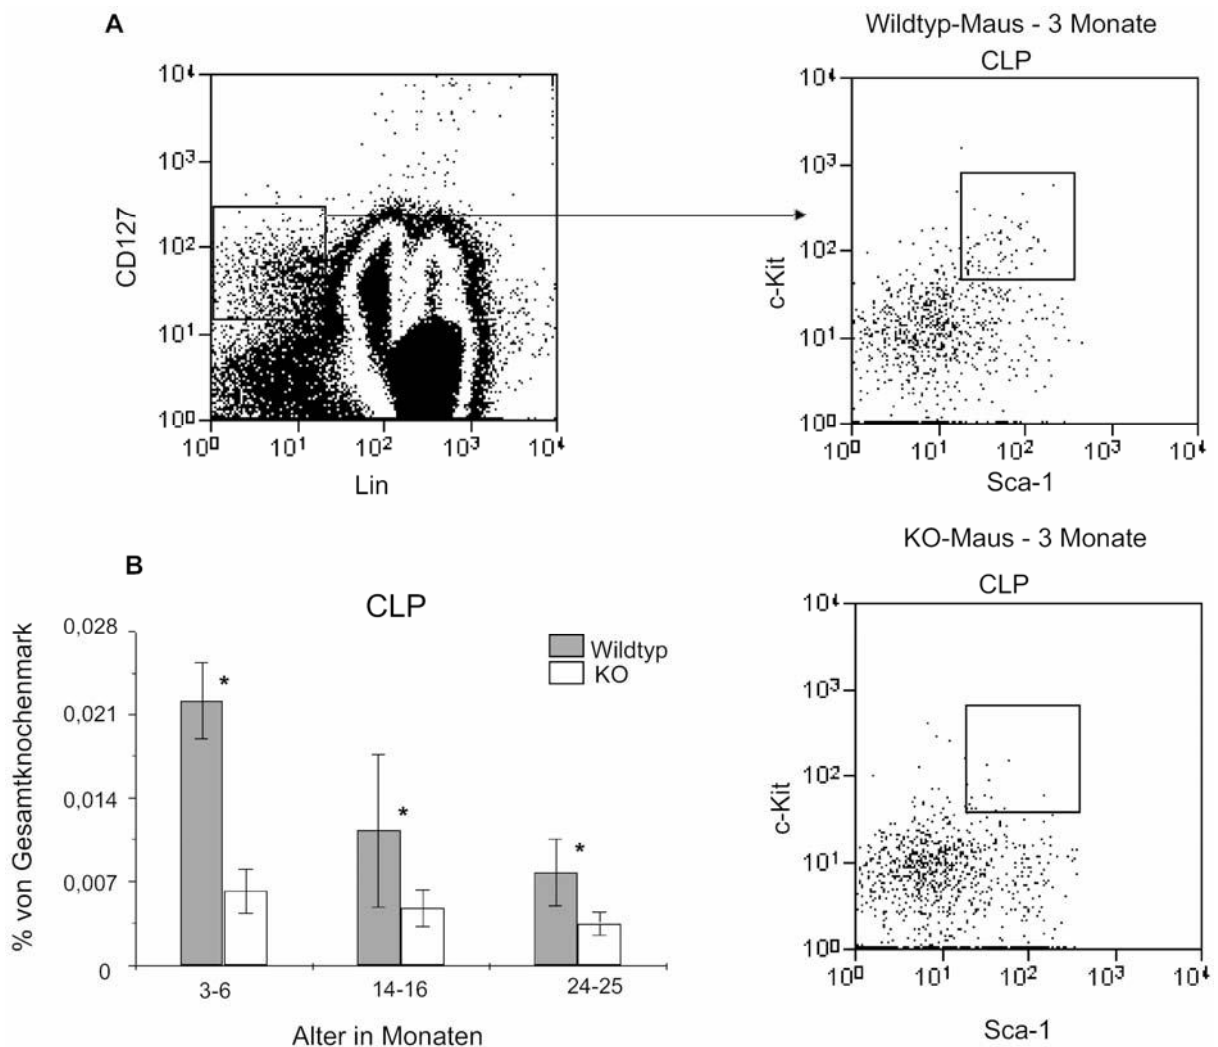 A
Wildtyp-Maus - 3 Monate
CLP
10⁴
10³
10²
10¹
10⁰
CD127
10⁰ 10¹ 10² 10³ 10⁴
Lin
10⁴
10³
10²
10¹
10⁰
c-Kit
10⁰ 10¹ 10² 10³ 10⁴
Sca-1
B
CLP
Wildtyp
KO
% von Gesamtknochenmark
0,028
0,021
0,014
0,007
0
*
*
*
3-6 14-16 24-25
Alter in Monaten
KO-Maus - 3 Monate
CLP
10⁴
10³
10²
10¹
10⁰
c-Kit
10⁰ 10¹ 10² 10³ 10⁴
Sca-1